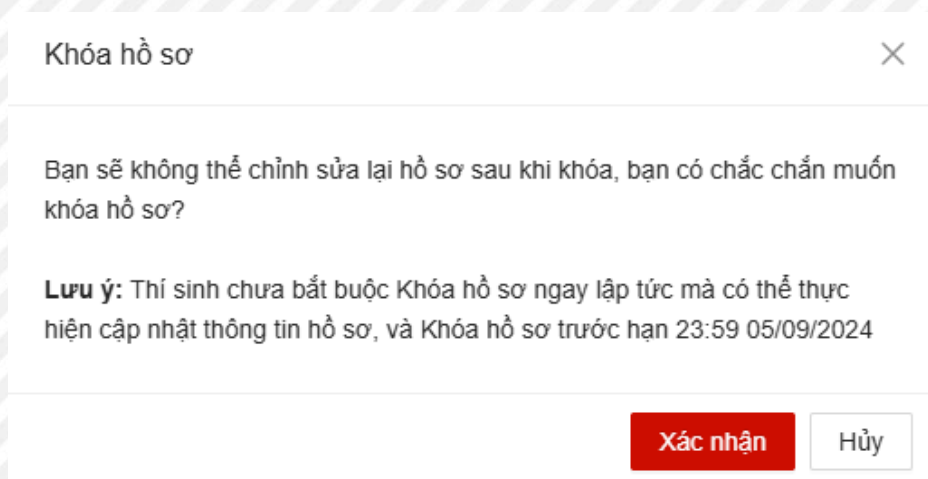 Khóa hồ sơ
Bạn sẽ không thể chỉnh sửa lại hồ sơ sau khi khóa, bạn có chắc chắn muốn
khóa hồ sơ?
Lưu ý: Thí sinh chưa bắt buộc Khóa hồ sơ ngay lập tức mà có thể thực
hiện cập nhật thông tin hồ sơ, và Khóa hồ sơ trước hạn 23:59 05/09/2024
Xác nhận
Hủy